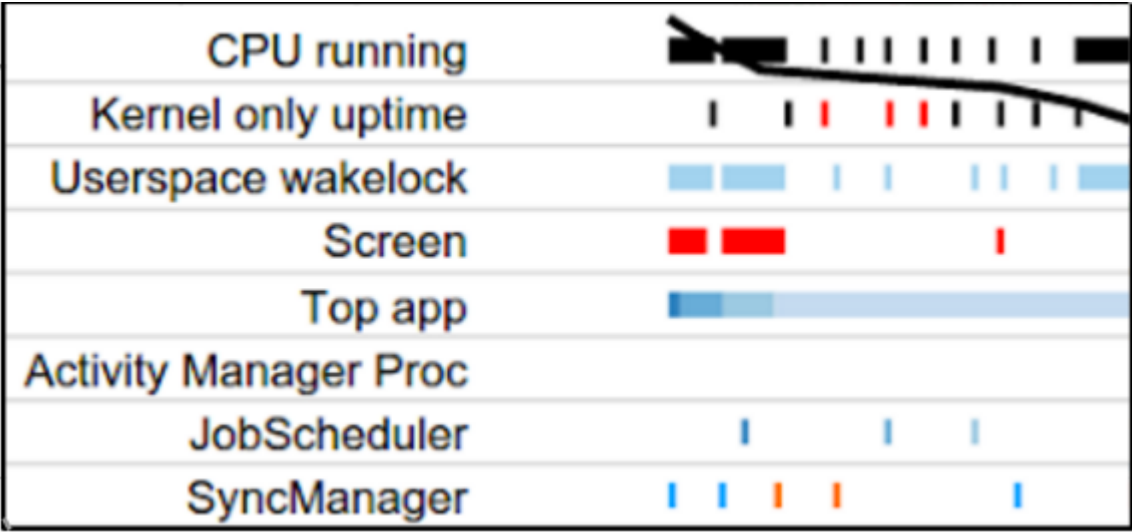 CPU running
Kernel only uptime
Userspace wakelock
Screen
Top app
Activity Manager Proc
JobScheduler
SyncManager